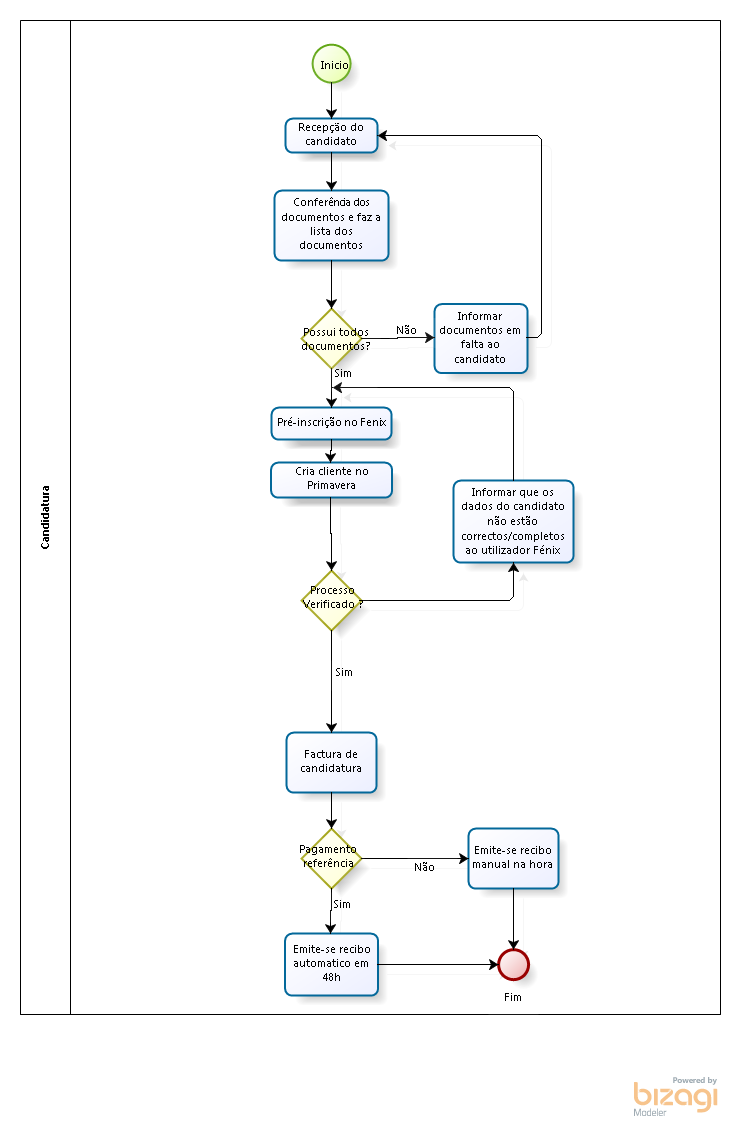 Candidatura
Inicio
Recepção do
candidato
Conferência dos
documentos e faz a
lista dos
documentos
Possui todos
documentos?
Não
Informar
documentos em
falta ao
candidato
Sim
Pré-inscrição no Fenix
Cria cliente no
Primavera
Informar que os
dados do candidato
não estão
correctos/completos
ao utilizador Fénix
Processo
Verificado ?
Sim
Factura de
candidatura
Pagamento
referência
Não
Emite-se recibo
manual na hora
Sim
Emite-se recibo
automatico em
48h
Fim
Powered by
bizagi
Modeler